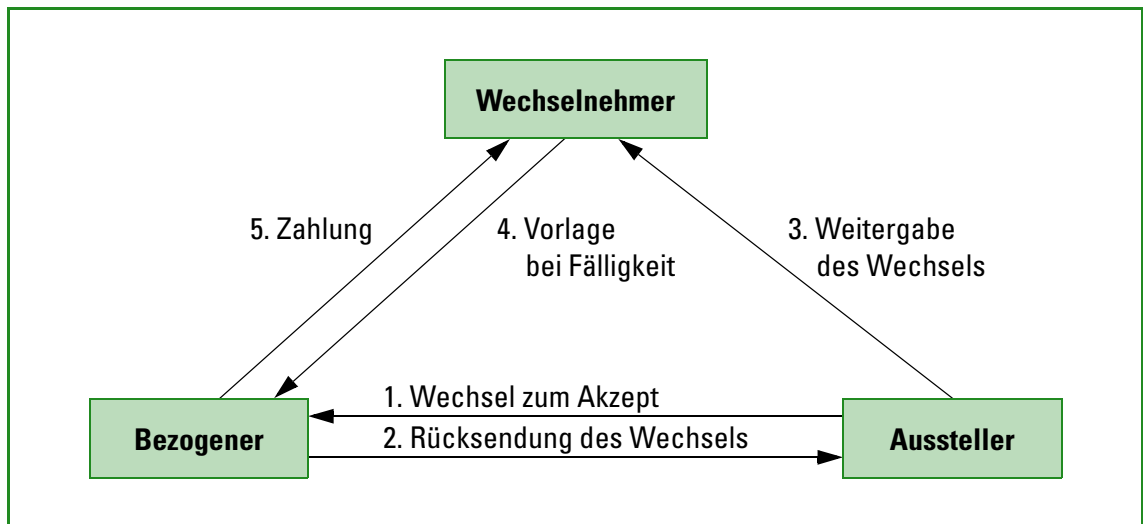 Wechselnehmer
5. Zahlung
4. Vorlage
bei Fälligkeit
3. Weitergabe
des Wechsels
1. Wechsel zum Akzept
2. Rücksendung des Wechsels
Bezogener
Aussteller